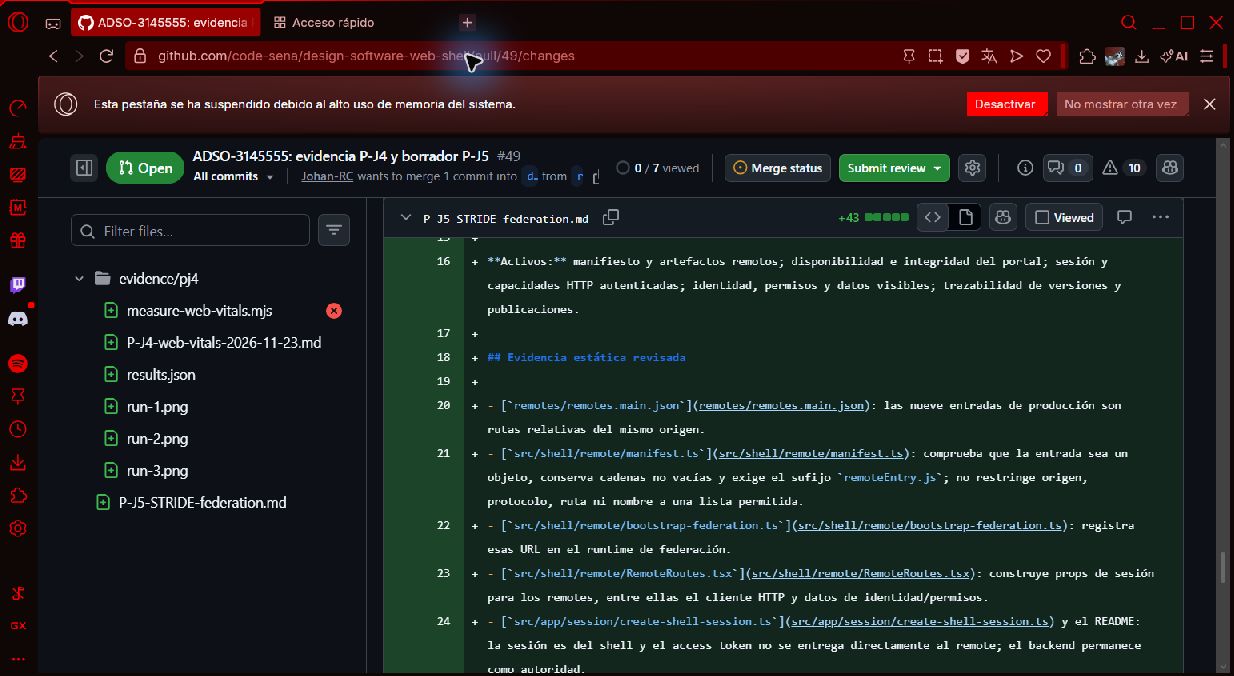 ADSO-3145555: evidencia
Acceso rápido
github.com/code-sena/design-software-web-shell/pull/49/changes
AI
Esta pestaña se ha suspendido debido al alto uso de memoria del sistema.
Desactivar
No mostrar otra vez
Open
ADSO-3145555: evidencia P-J4 y borrador P-J5 #49
All commits
Johan-RC wants to merge 1 commit into d… from r
0 / 7 viewed
Merge status
Submit review
0
10
Filter files...
evidence/pj4
measure-web-vitals.mjs
P-J4-web-vitals-2026-11-23.md
results.json
run-1.png
run-2.png
run-3.png
P-J5-STRIDE-federation.md
P-J5-STRIDE-federation.md
+43
Viewed
15 +
16 + **Activos:** manifiesto y artefactos remotos; disponibilidad e integridad del portal; sesión y
capacidades HTTP autenticadas; identidad, permisos y datos visibles; trazabilidad de versiones y
publicaciones.
17 +
18 + ## Evidencia estática revisada
19 +
20 + - [`remotes/remotes.main.json`](remotes/remotes.main.json): las nueve entradas de producción son
rutas relativas del mismo origen.
21 + - [`src/shell/remote/manifest.ts`](src/shell/remote/manifest.ts): comprueba que la entrada sea un
objeto, conserva cadenas no vacías y exige el sufijo `remoteEntry.js`; no restringe origen,
protocolo, ruta ni nombre a una lista permitida.
22 + - [`src/shell/remote/bootstrap-federation.ts`](src/shell/remote/bootstrap-federation.ts): registra
esas URL en el runtime de federación.
23 + - [`src/shell/remote/RemoteRoutes.tsx`](src/shell/remote/RemoteRoutes.tsx): construye props de sesión
para los remotes, entre ellas el cliente HTTP y datos de identidad/permisos.
24 + - [`src/app/session/create-shell-session.ts`](src/app/session/create-shell-session.ts) y el README:
la sesión es del shell y el access token no se entrega directamente al remote; el backend permanece
como autoridad.
GX